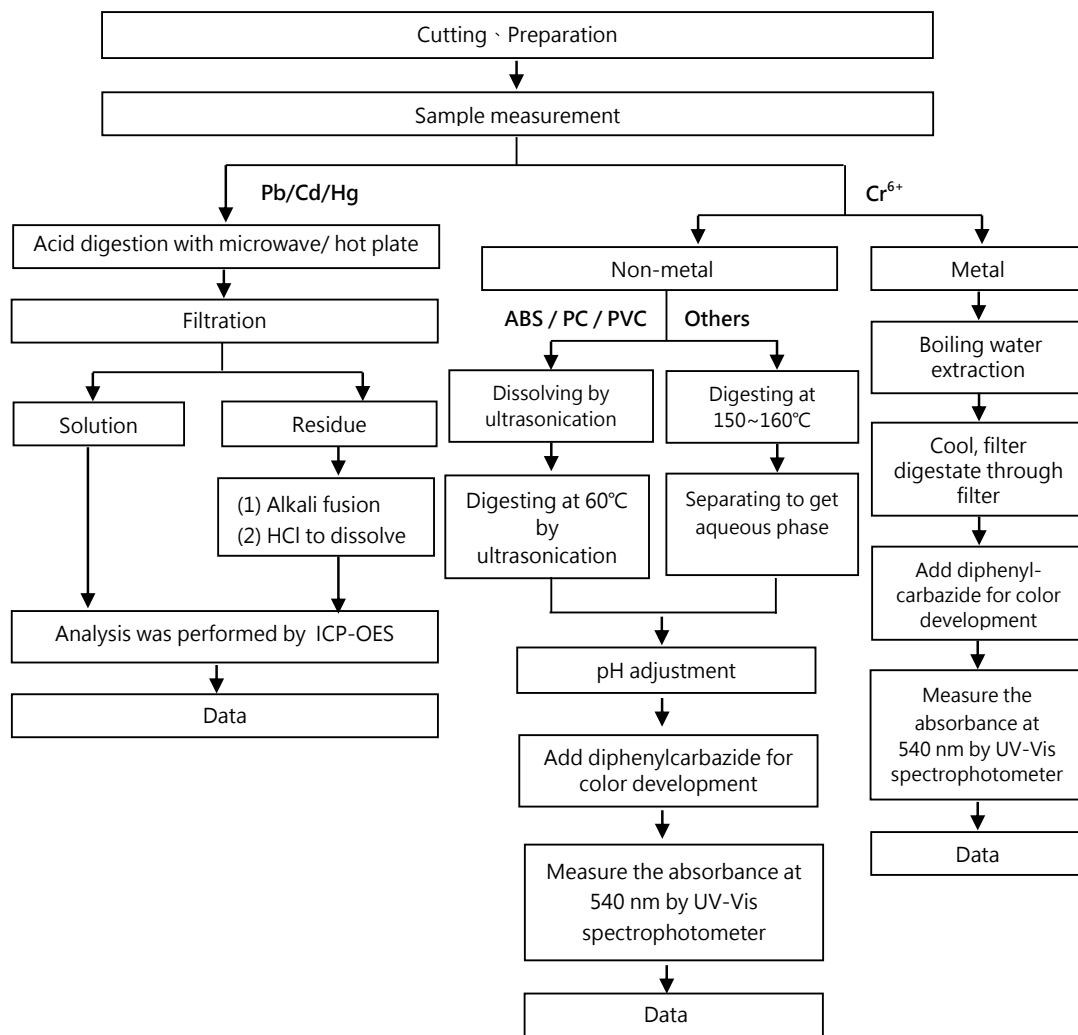 Cutting、Preparation
Sample measurement
Pb/Cd/Hg
Cr⁶⁺
Acid digestion with microwave/ hot plate
Filtration
Solution
Residue
(1) Alkali fusion
(2) HCl to dissolve
Analysis was performed by  ICP-OES
Data
Non-metal
ABS / PC / PVC
Others
Dissolving by
ultrasonication
Digesting at
150~160℃
Digesting at 60℃
by
ultrasonication
Separating to get
aqueous phase
pH adjustment
Add diphenylcarbazide for
color development
Measure the absorbance at
540 nm by UV-Vis
spectrophotometer
Data
Metal
Boiling water
extraction
Cool, filter
digestate through
filter
Add diphenyl-
carbazide for color
development
Measure the
absorbance at
540 nm by UV-Vis
spectrophotometer
Data